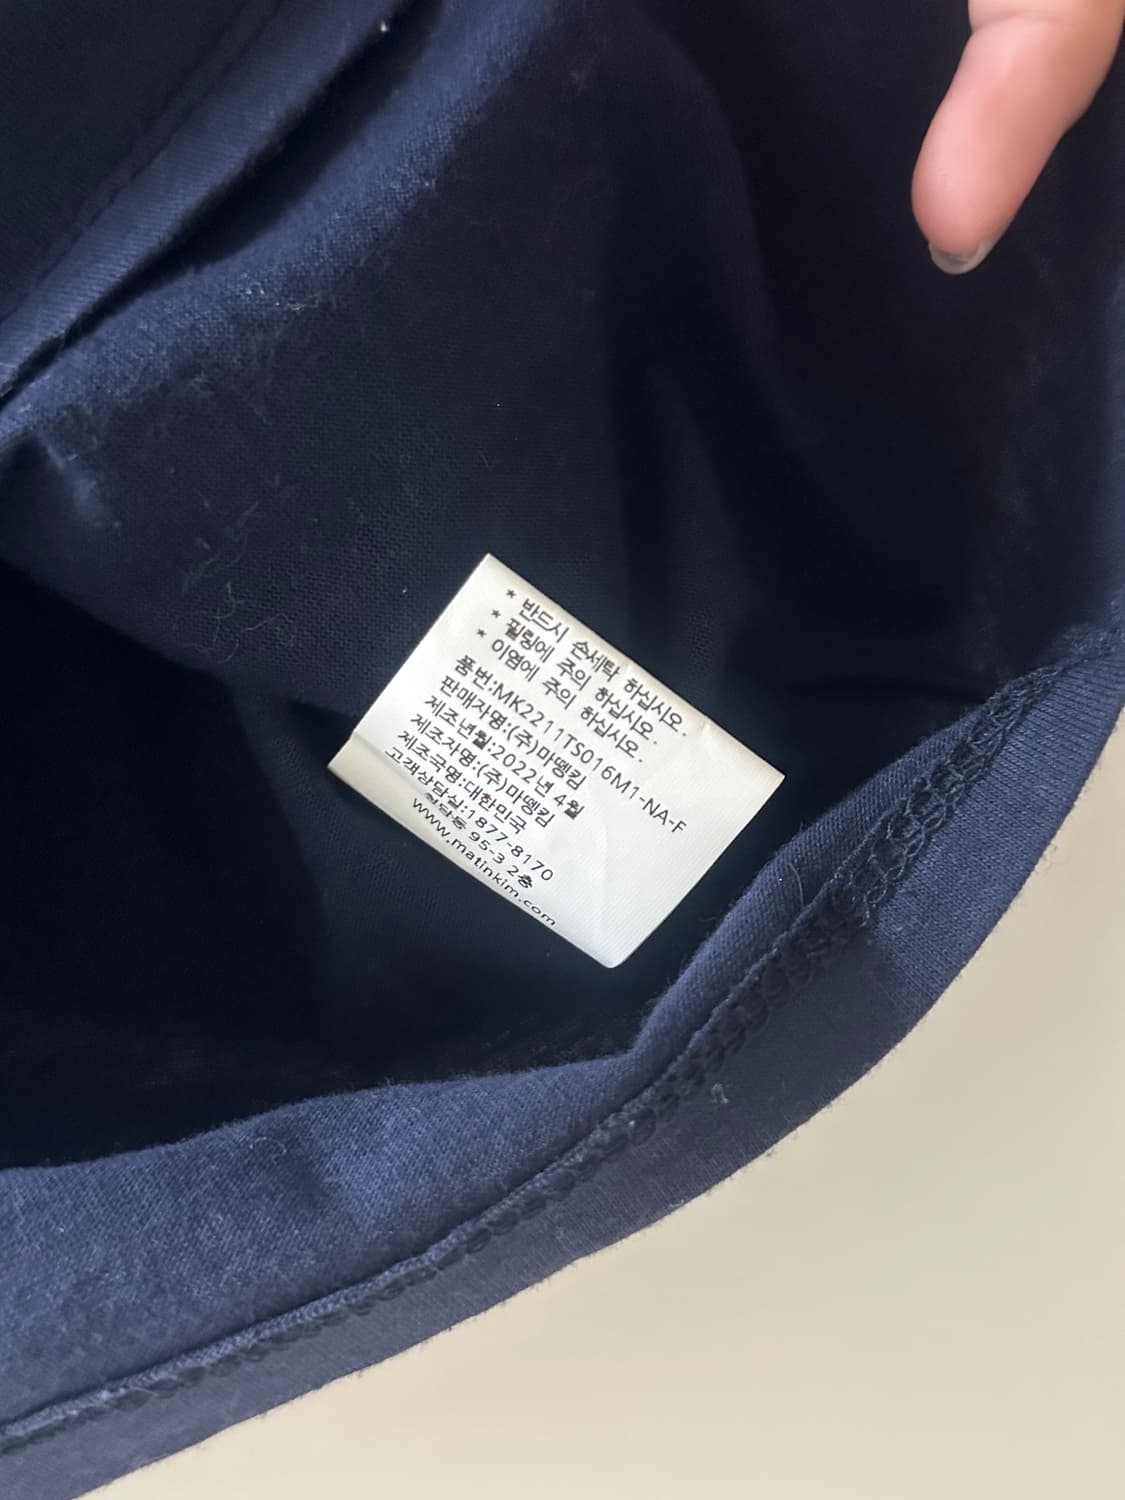 * 반드시 손세탁 하십시오.
* 필링에 주의 하십시오.
* 이염에 주의 하십시오.
품번:MK2211TS016M1-NA-F
판매자명:(주)마뗑킴
제조년월:2022년 4월
제조자명:(주)마뗑킴
제조국명:대한민국
고객상담실:1877-8170
청담동 95-3 2층
www.matinkim.com